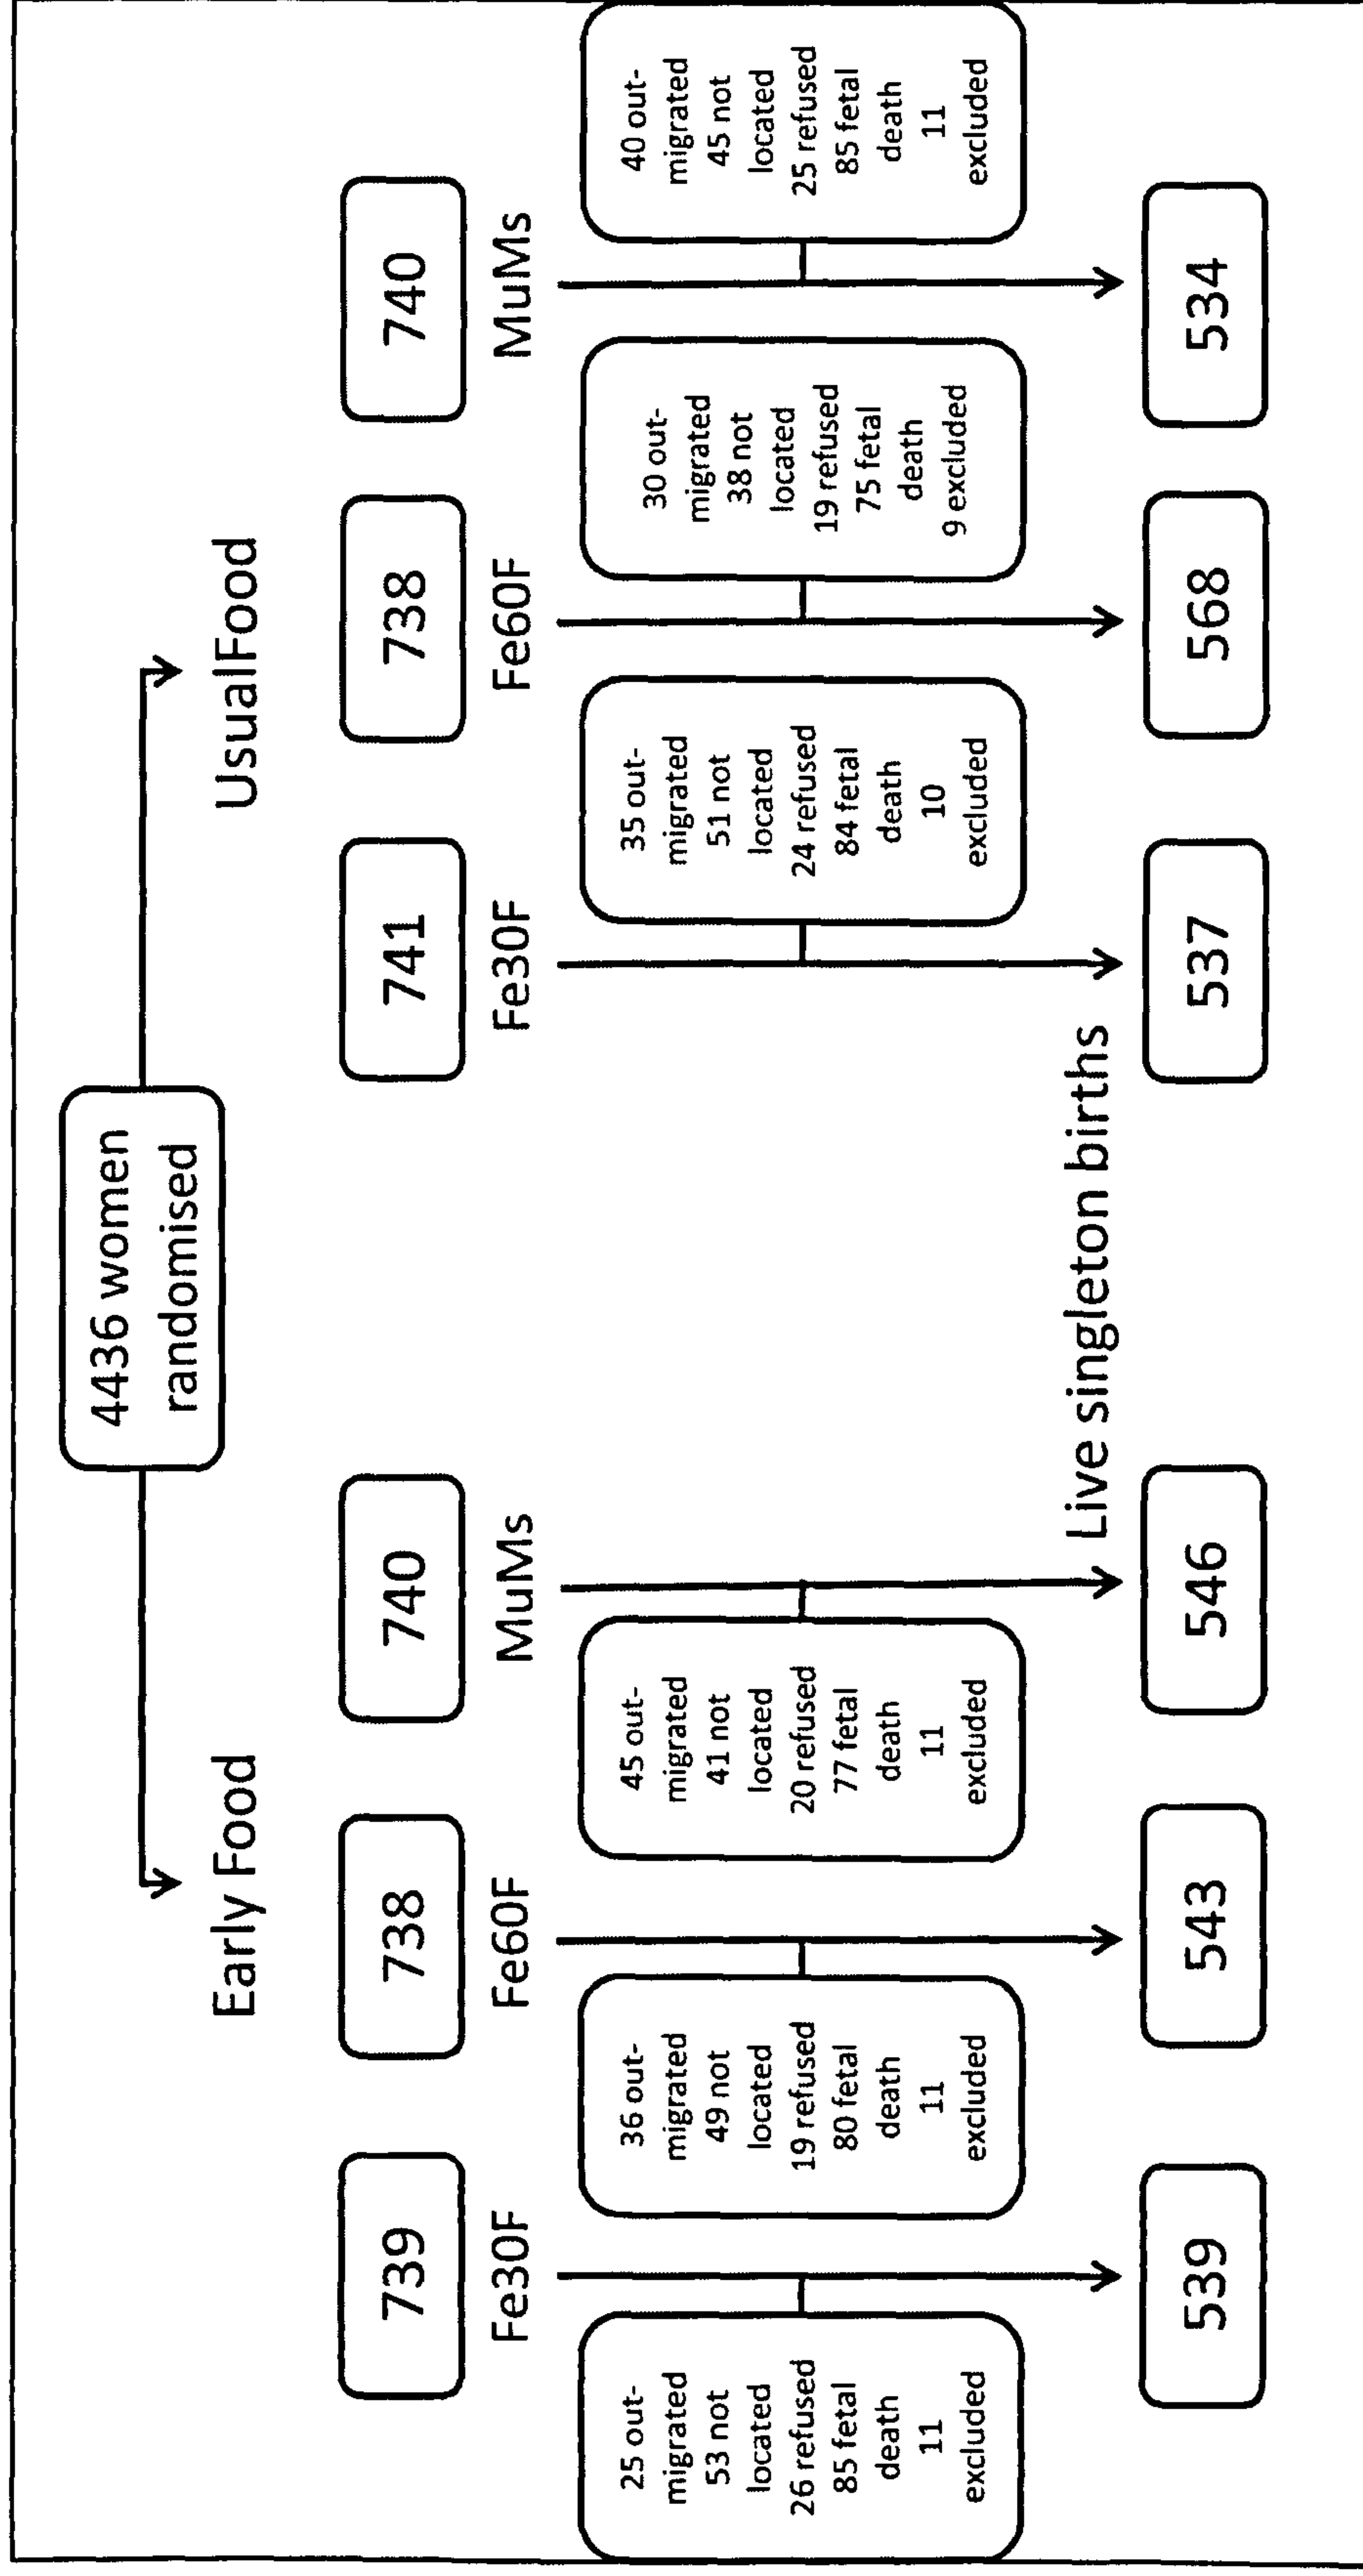 4436 women
randomised
Early Food
UsualFood
739
738
740
741
738
740
Fe30F
Fe60F
MuMs
Fe30F
Fe60F
MuMs
25 out-
migrated
53 not
located
26 refused
85 fetal
death
11
excluded
36 out-
migrated
49 not
located
19 refused
80 fetal
death
11
excluded
45 out-
migrated
41 not
located
20 refused
77 fetal
death
11
excluded
35 out-
migrated
51 not
located
24 refused
84 fetal
death
10
excluded
30 out-
migrated
38 not
located
19 refused
75 fetal
death
9 excluded
40 out-
migrated
45 not
located
25 refused
85 fetal
death
11
excluded
Live singleton births
539
543
546
537
568
534